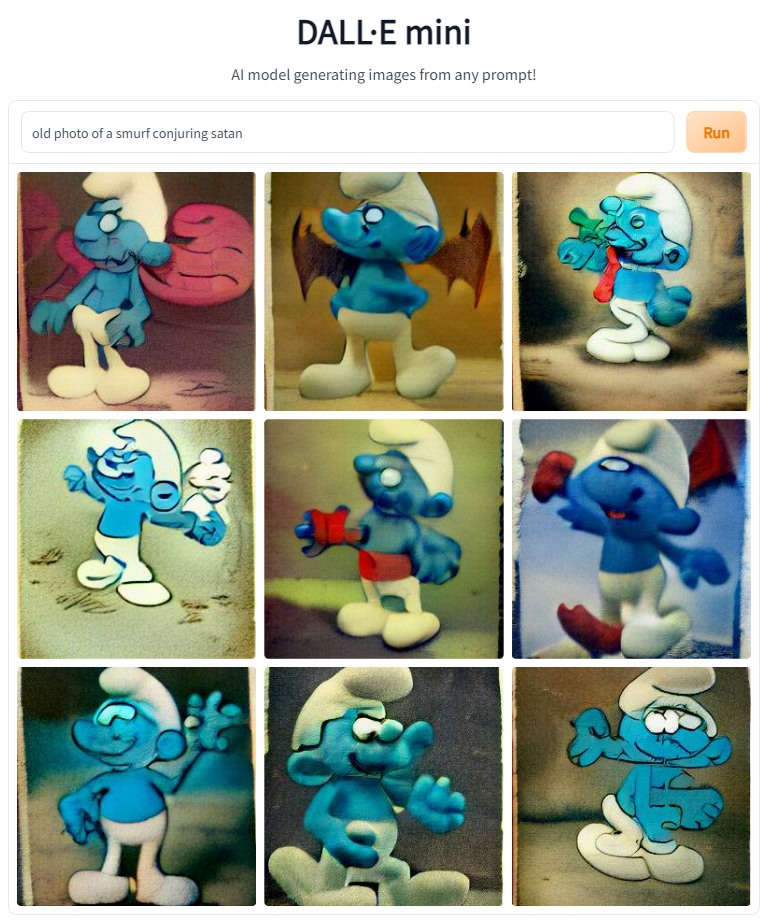 DALL·E mini
AI model generating images from any prompt!
old photo of a smurf conjuring satan
Run